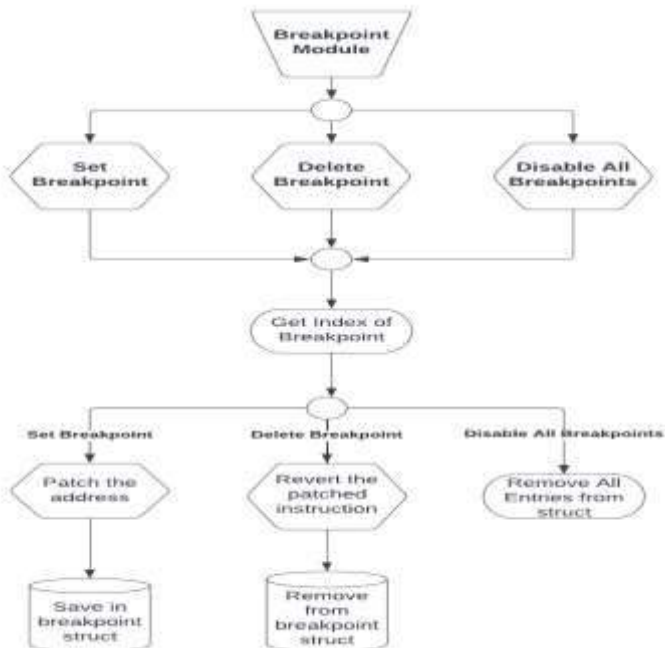 Breakpoint
Module
Set
Breakpoint
Delete
Breakpoint
Disable All
Breakpoints
Get Index of
Breakpoint
Set Breakpoint
Delete Breakpoint
Disable All Breakpoints
Patch the
address
Revert the
patched
instruction
Remove All
Entries from
struct
Save in
breakpoint
struct
Remove
from
breakpoint
struct